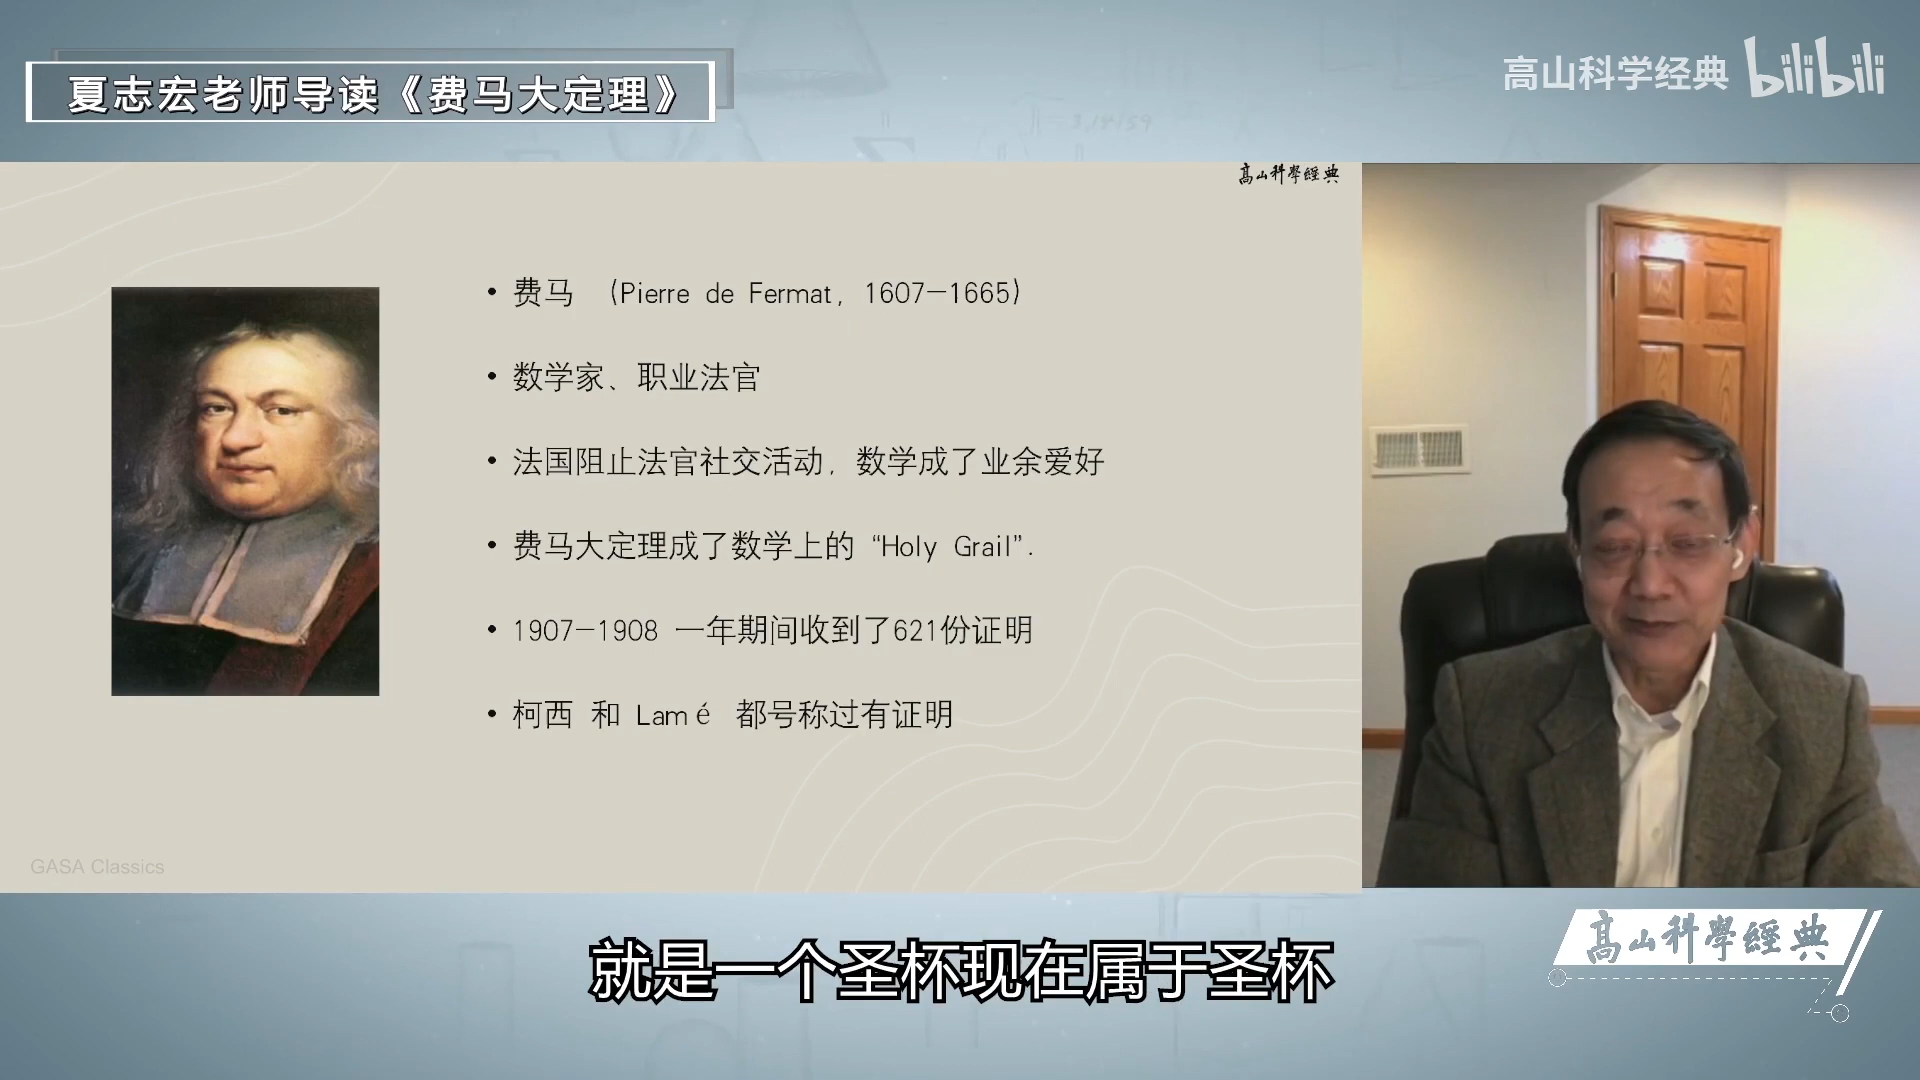 夏志宏老师导读《费马大定理》
高山科学经典 bilibili
高山科學經典
• 费马 （Pierre de Fermat, 1607-1665）
• 数学家、职业法官
• 法国阻止法官社交活动, 数学成了业余爱好
• 费马大定理成了数学上的 “Holy Grail”.
• 1907-1908 一年期间收到了621份证明
• 柯西 和 Lamé 都号称过有证明
GASA Classics
就是一个圣杯现在属于圣杯
高山科學經典